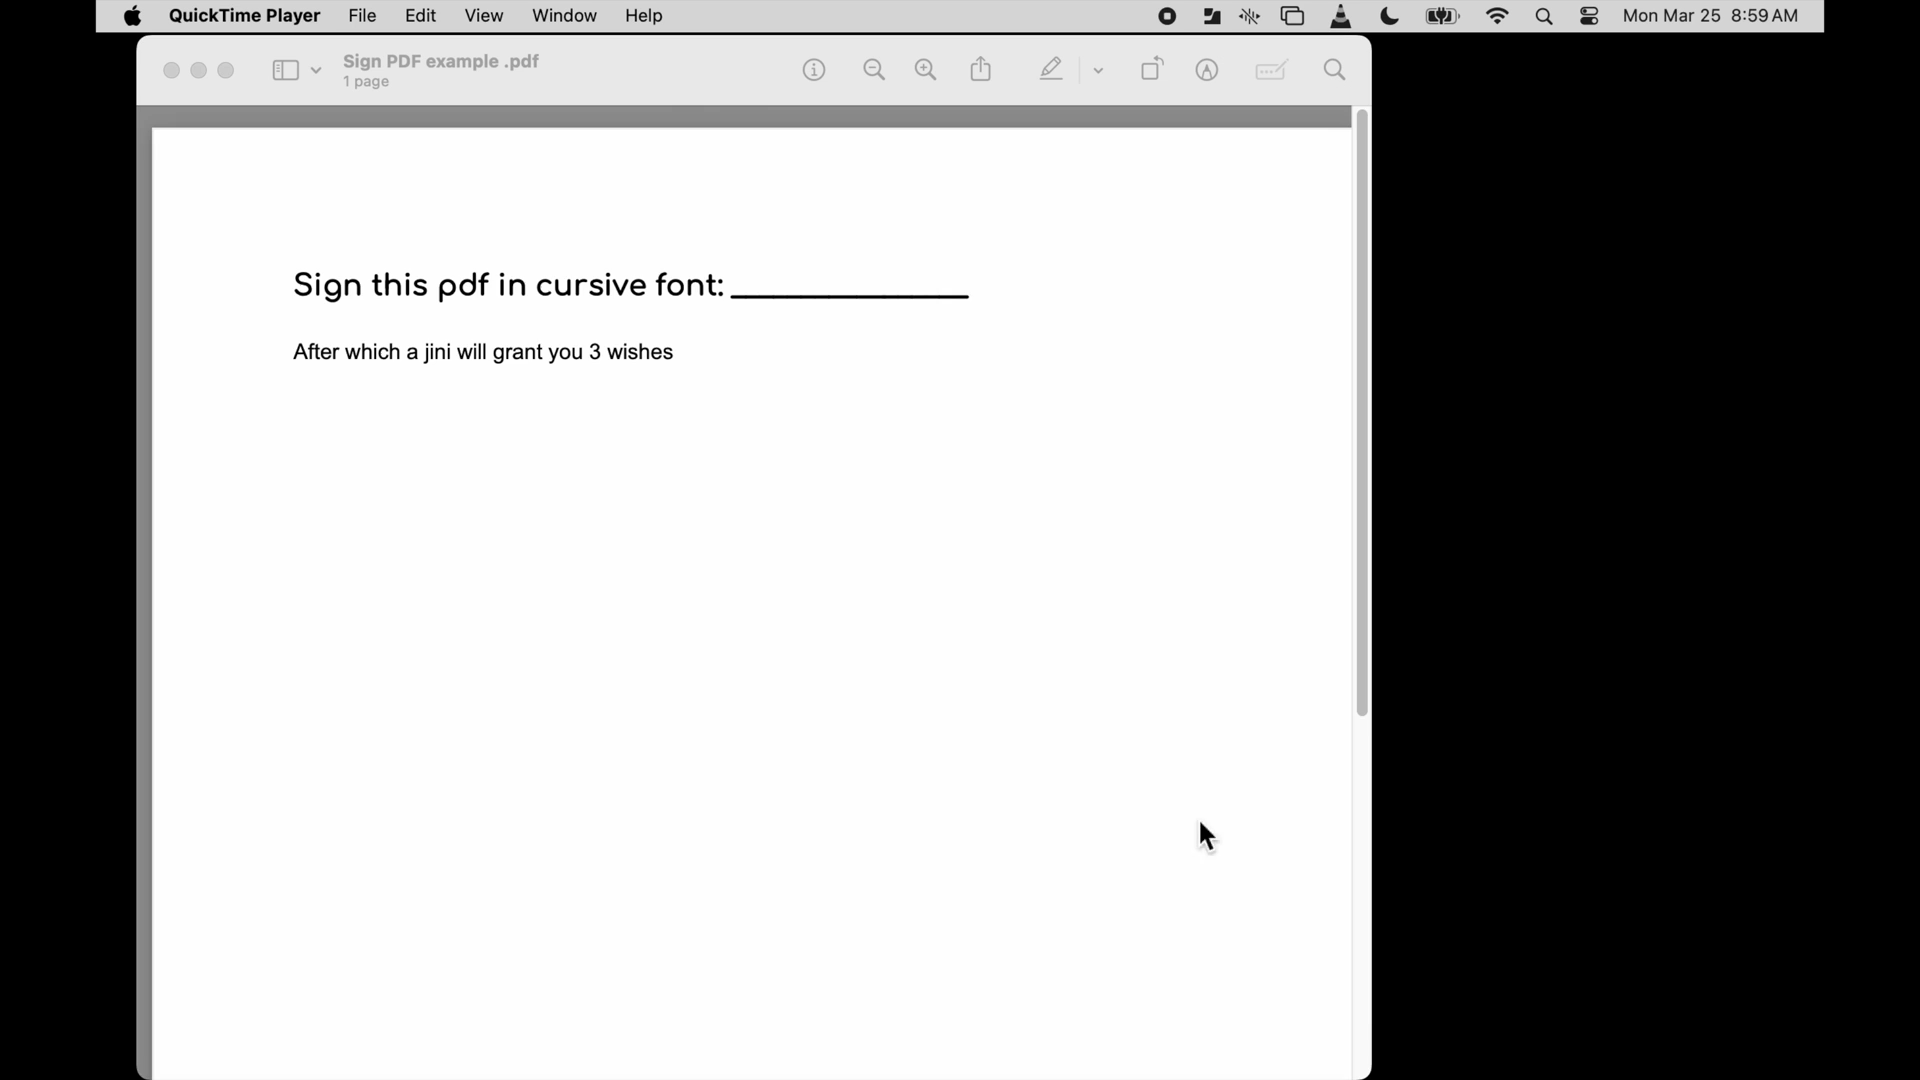 QuickTime Player File Edit View Window Help Mon Mar 25 8:59 AM
Sign PDF example .pdf
1 page
Sign this pdf in cursive font: _______________
After which a jini will grant you 3 wishes